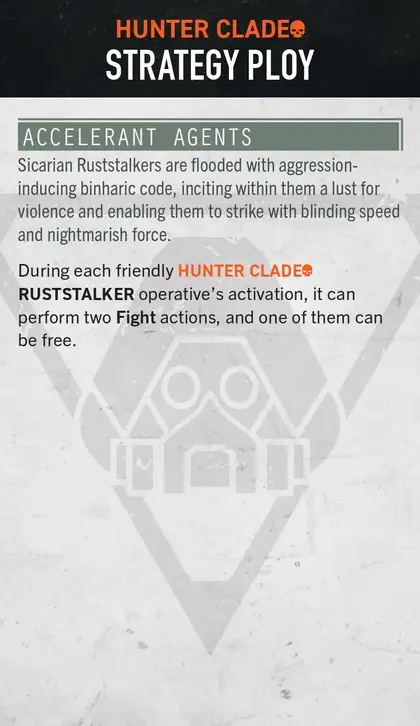 HUNTER CLADE
STRATEGY PLOY
ACCELERANT AGENTS
Sicarian Ruststalkers are flooded with aggression-
inducing binharic code, inciting within them a lust for
violence and enabling them to strike with blinding speed
and nightmarish force.
During each friendly HUNTER CLADE
RUSTSTALKER operative’s activation, it can
perform two Fight actions, and one of them can
be free.